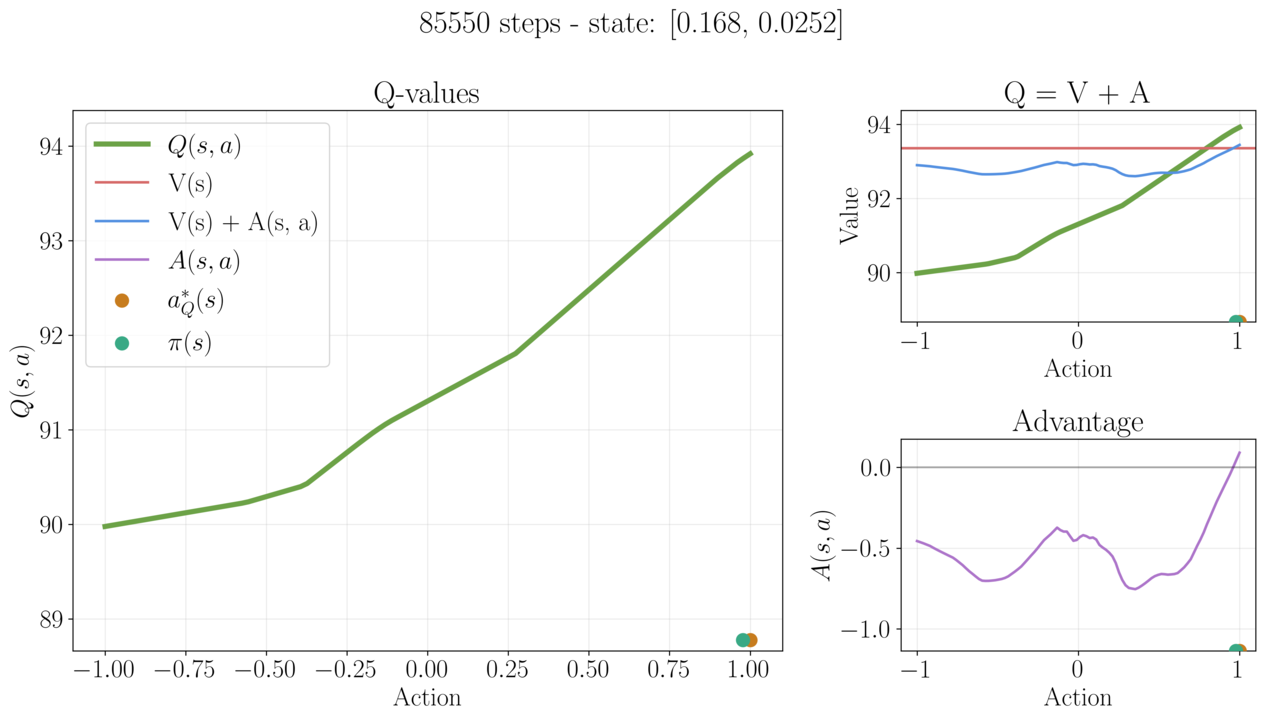 85550 steps - state: [0.168, 0.0252]
Q-values
Q(s, a)
V(s)
V(s) + A(s, a)
A(s, a)
a*Q(s)
π(s)
94
93
92
91
90
89
Q(s, a)
−1.00 −0.75 −0.50 −0.25 0.00 0.25 0.50 0.75 1.00
Action
Q = V + A
94
92
90
Value
−1 0 1
Action
Advantage
0.0
−0.5
−1.0
A(s, a)
−1 0 1
Action